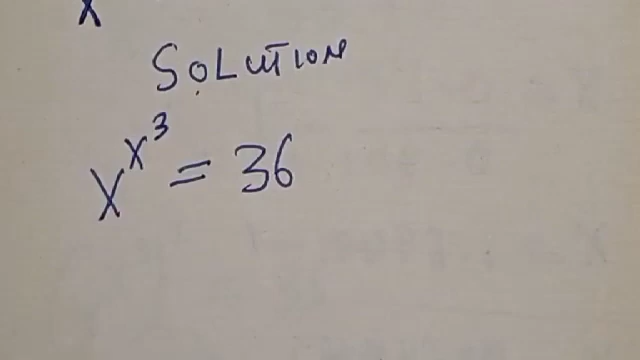 x
SOLUTION
x^x^3 = 36